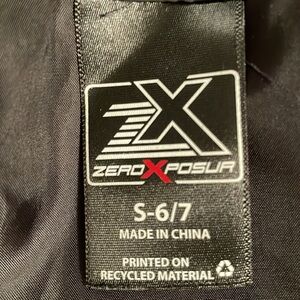 ZX
ZEROXPOSUR
S-6/7
MADE IN CHINA
PRINTED ON
RECYCLED MATERIAL